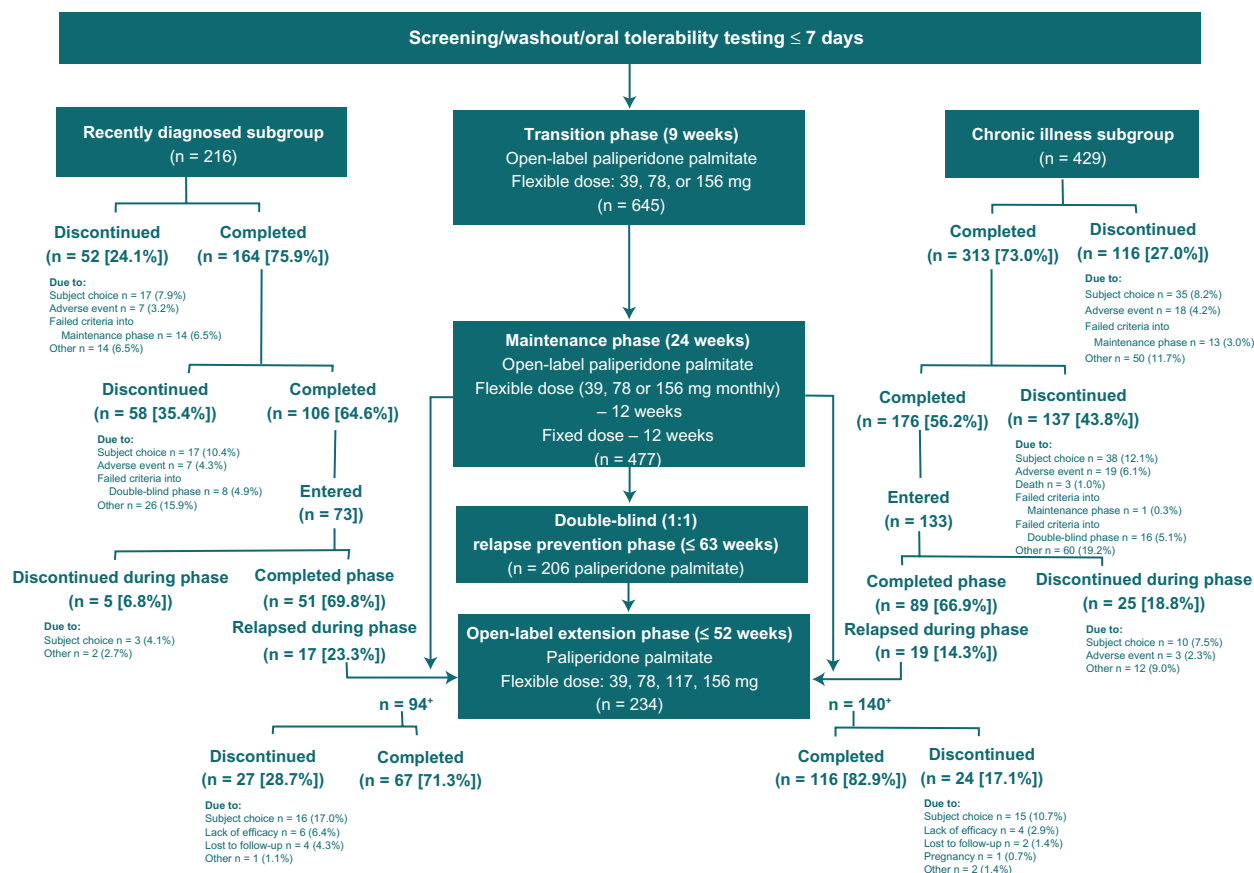 Screening/washout/oral tolerability testing ≤ 7 days
Recently diagnosed subgroup
(n = 216)
Transition phase (9 weeks)
Open-label paliperidone palmitate
Flexible dose: 39, 78, or 156 mg
(n = 645)
Chronic illness subgroup
(n = 429)
Discontinued
(n = 52 [24.1%])
Due to:
Subject choice n = 17 (7.9%)
Adverse event n = 7 (3.2%)
Failed criteria into
Maintenance phase n = 14 (6.5%)
Other n = 14 (6.5%)
Completed
(n = 164 [75.9%])
Completed
(n = 313 [73.0%])
Discontinued
(n = 116 [27.0%])
Due to:
Subject choice n = 35 (8.2%)
Adverse event n = 18 (4.2%)
Failed criteria into
Maintenance phase n = 13 (3.0%)
Other n = 50 (11.7%)
Maintenance phase (24 weeks)
Open-label paliperidone palmitate
Flexible dose (39, 78 or 156 mg monthly)
– 12 weeks
Fixed dose – 12 weeks
(n = 477)
Discontinued
(n = 58 [35.4%])
Due to:
Subject choice n = 17 (10.4%)
Adverse event n = 7 (4.3%)
Failed criteria into
Double-blind phase n = 8 (4.9%)
Other n = 26 (15.9%)
Completed
(n = 106 [64.6%])
Entered
(n = 73])
Completed
(n = 176 [56.2%])
Entered
(n = 133)
Discontinued
(n = 137 [43.8%])
Due to:
Subject choice n = 38 (12.1%)
Adverse event n = 19 (6.1%)
Death n = 3 (1.0%)
Failed criteria into
Maintenance phase n = 1 (0.3%)
Failed criteria into
Double-blind phase n = 16 (5.1%)
Other n = 60 (19.2%)
Double-blind (1:1)
relapse prevention phase (≤ 63 weeks)
(n = 206 paliperidone palmitate)
Discontinued during phase
(n = 5 [6.8%])
Due to:
Subject choice n = 3 (4.1%)
Other n = 2 (2.7%)
Completed phase
(n = 51 [69.8%])
Relapsed during phase
(n = 17 [23.3%])
Completed phase
(n = 89 [66.9%])
Relapsed during phase
(n = 19 [14.3%])
Discontinued during phase
(n = 25 [18.8%])
Due to:
Subject choice n = 10 (7.5%)
Adverse event n = 3 (2.3%)
Other n = 12 (9.0%)
Open-label extension phase (≤ 52 weeks)
Paliperidone palmitate
Flexible dose: 39, 78, 117, 156 mg
(n = 234)
n = 94⁺
n = 140⁺
Discontinued
(n = 27 [28.7%])
Due to:
Subject choice n = 16 (17.0%)
Lack of efficacy n = 6 (6.4%)
Lost to follow-up n = 4 (4.3%)
Other n = 1 (1.1%)
Completed
(n = 67 [71.3%])
Completed
(n = 116 [82.9%])
Discontinued
(n = 24 [17.1%])
Due to:
Subject choice n = 15 (10.7%)
Lack of efficacy n = 4 (2.9%)
Lost to follow-up n = 2 (1.4%)
Pregnancy n = 1 (0.7%)
Other n = 2 (1.4%)